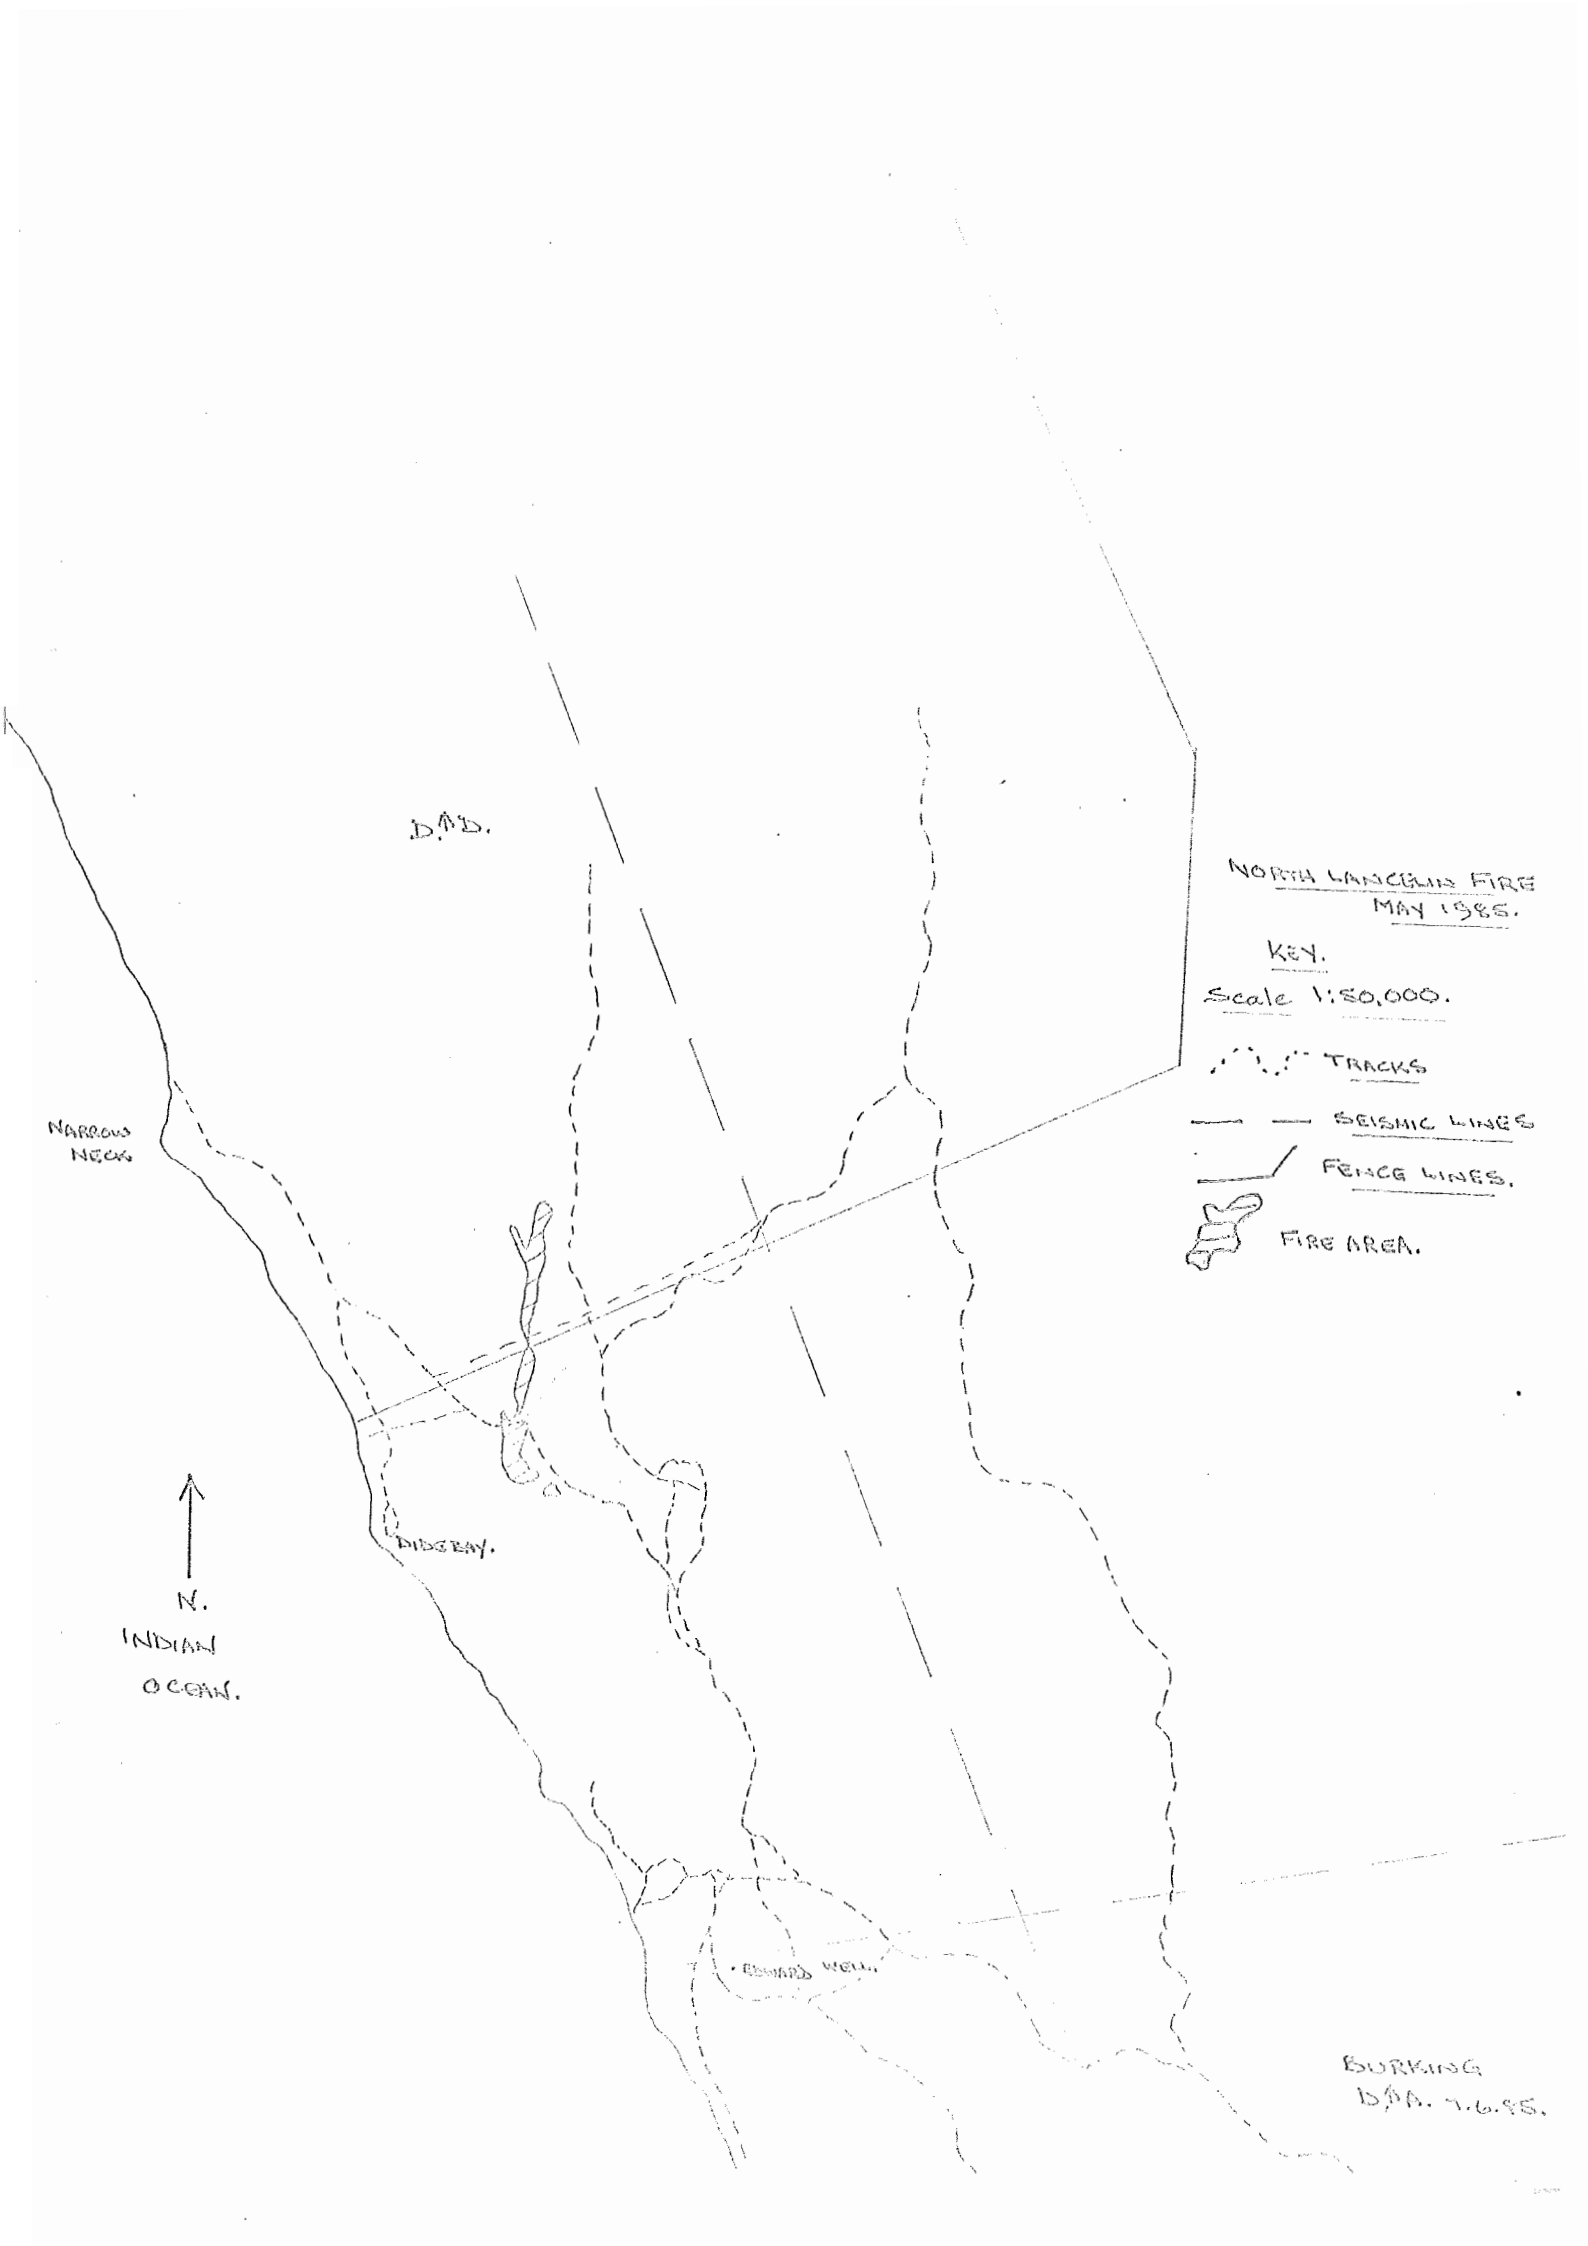 D.↑D.
NORTH LANCELIN FIRE
MAY 1985.
KEY.
Scale 1:50,000.
TRACKS
SEISMIC LINES
FENCE LINES.
FIRE AREA.
NARROW
NECK
DIDEBAY.
N.
INDIAN
OCEAN.
EDWARD WELL.
BURKING
D↑A. 7.6.85.